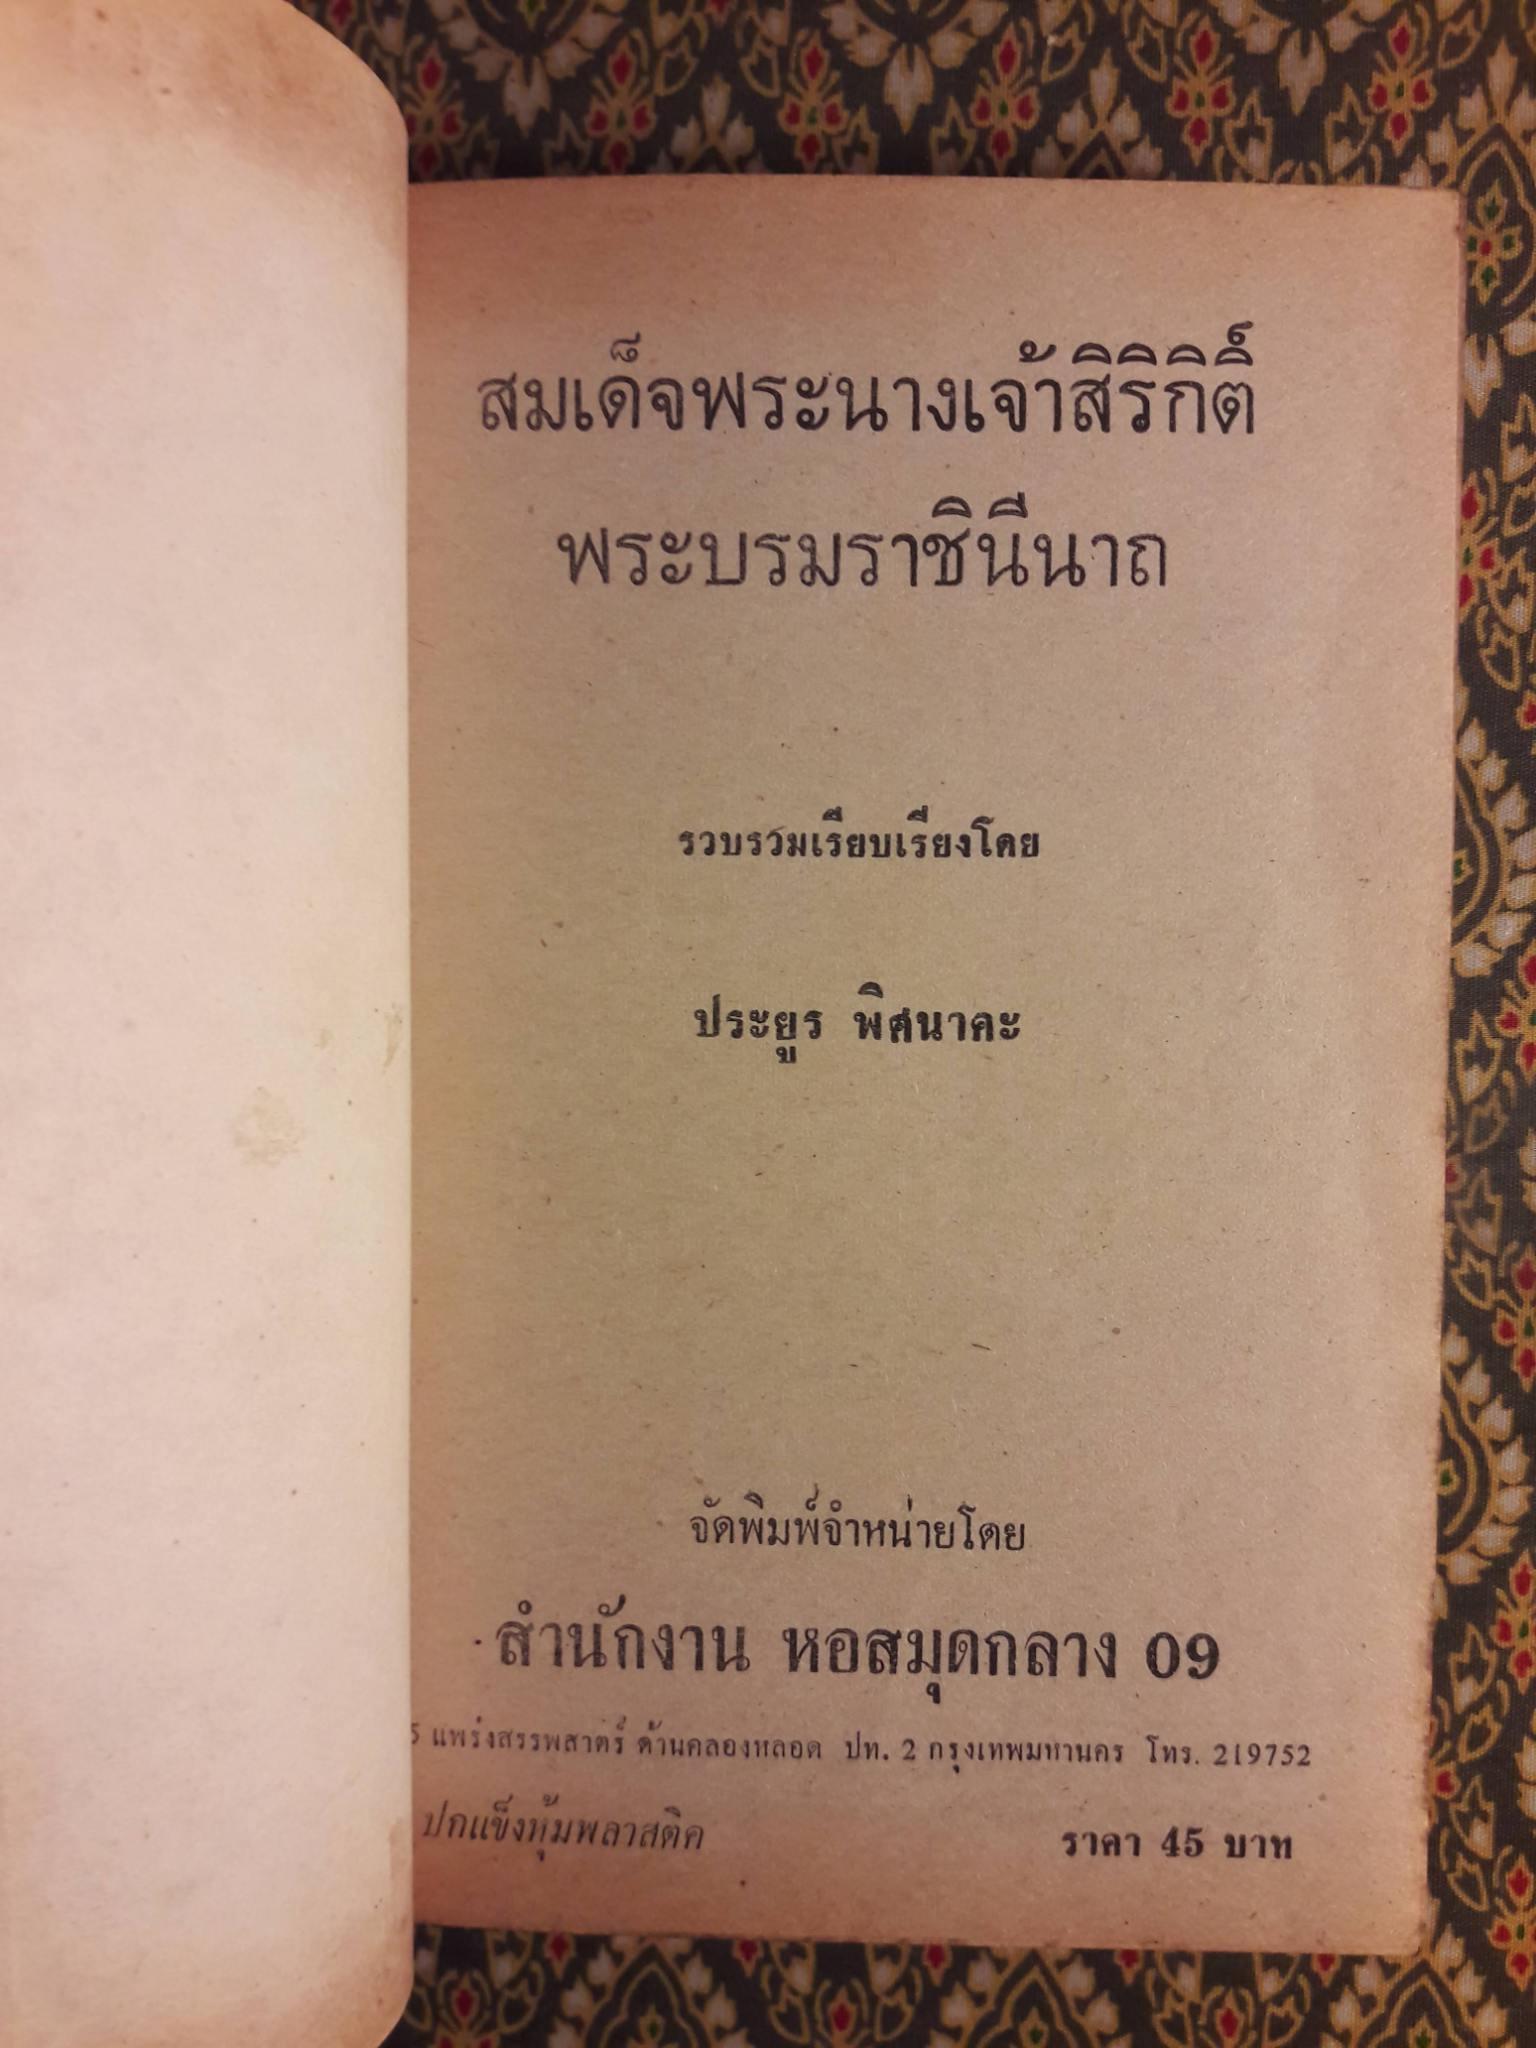 สมเด็จพระนางเจ้าสิริกิติ์
พระบรมราชินีนาถ
รวบรวมเรียบเรียงโดย
ประยูร พิศนาคะ
จัดพิมพ์จำหน่ายโดย
สำนักงาน หอสมุดกลาง 09
5 แพร่งสรรพสาตร์ ด้านคลองหลอด ปท. 2 กรุงเทพมหานคร โทร. 219752
ปกแข็งหุ้มพลาสติค
ราคา 45 บาท